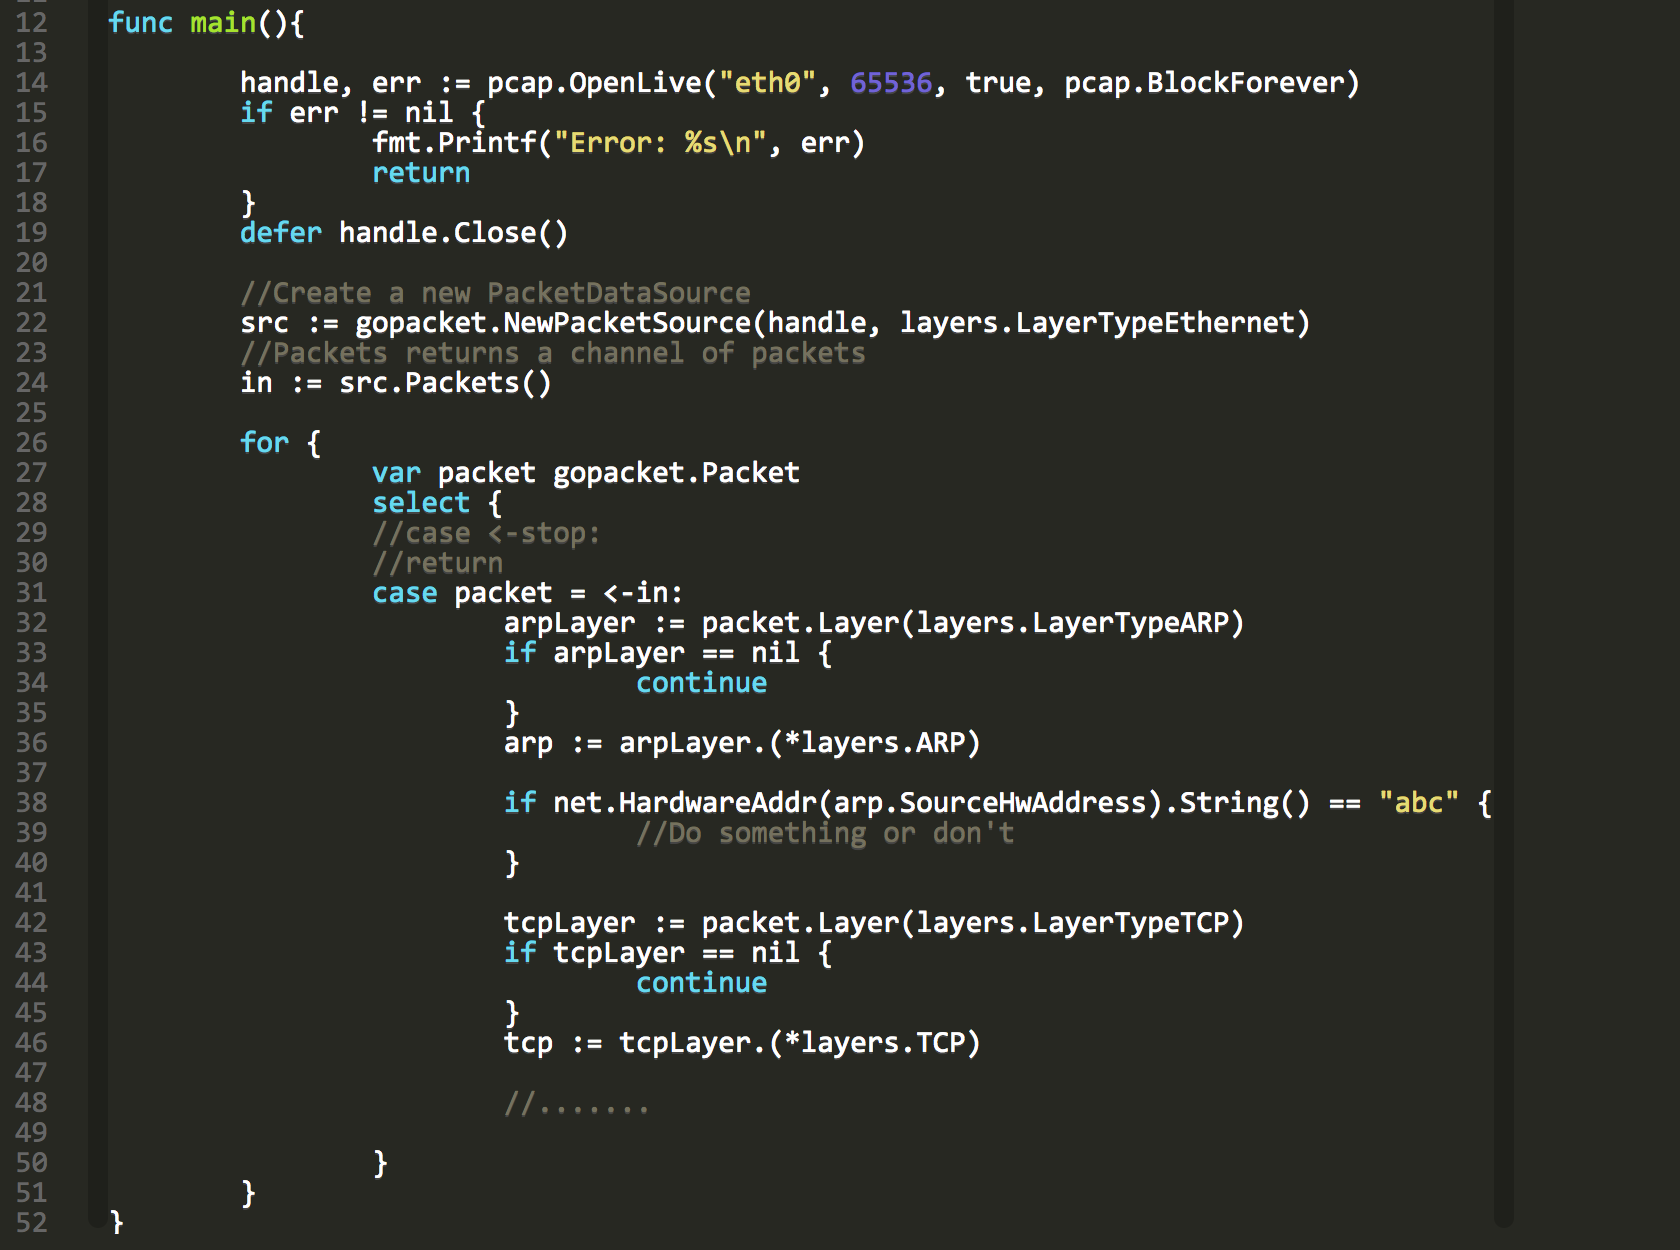 12 func main(){
13
14 handle, err := pcap.OpenLive("eth0", 65536, true, pcap.BlockForever)
15 if err != nil {
16 fmt.Printf("Error: %s\n", err)
17 return
18 }
19 defer handle.Close()
20
21 //Create a new PacketDataSource
22 src := gopacket.NewPacketSource(handle, layers.LayerTypeEthernet)
23 //Packets returns a channel of packets
24 in := src.Packets()
25
26 for {
27 var packet gopacket.Packet
28 select {
29 //case <-stop:
30 //return
31 case packet = <-in:
32 arpLayer := packet.Layer(layers.LayerTypeARP)
33 if arpLayer == nil {
34 continue
35 }
36 arp := arpLayer.(*layers.ARP)
37
38 if net.HardwareAddr(arp.SourceHwAddress).String() == "abc" {
39 //Do something or don't
40 }
41
42 tcpLayer := packet.Layer(layers.LayerTypeTCP)
43 if tcpLayer == nil {
44 continue
45 }
46 tcp := tcpLayer.(*layers.TCP)
47
48 //.......
49
50 }
51 }
52 }